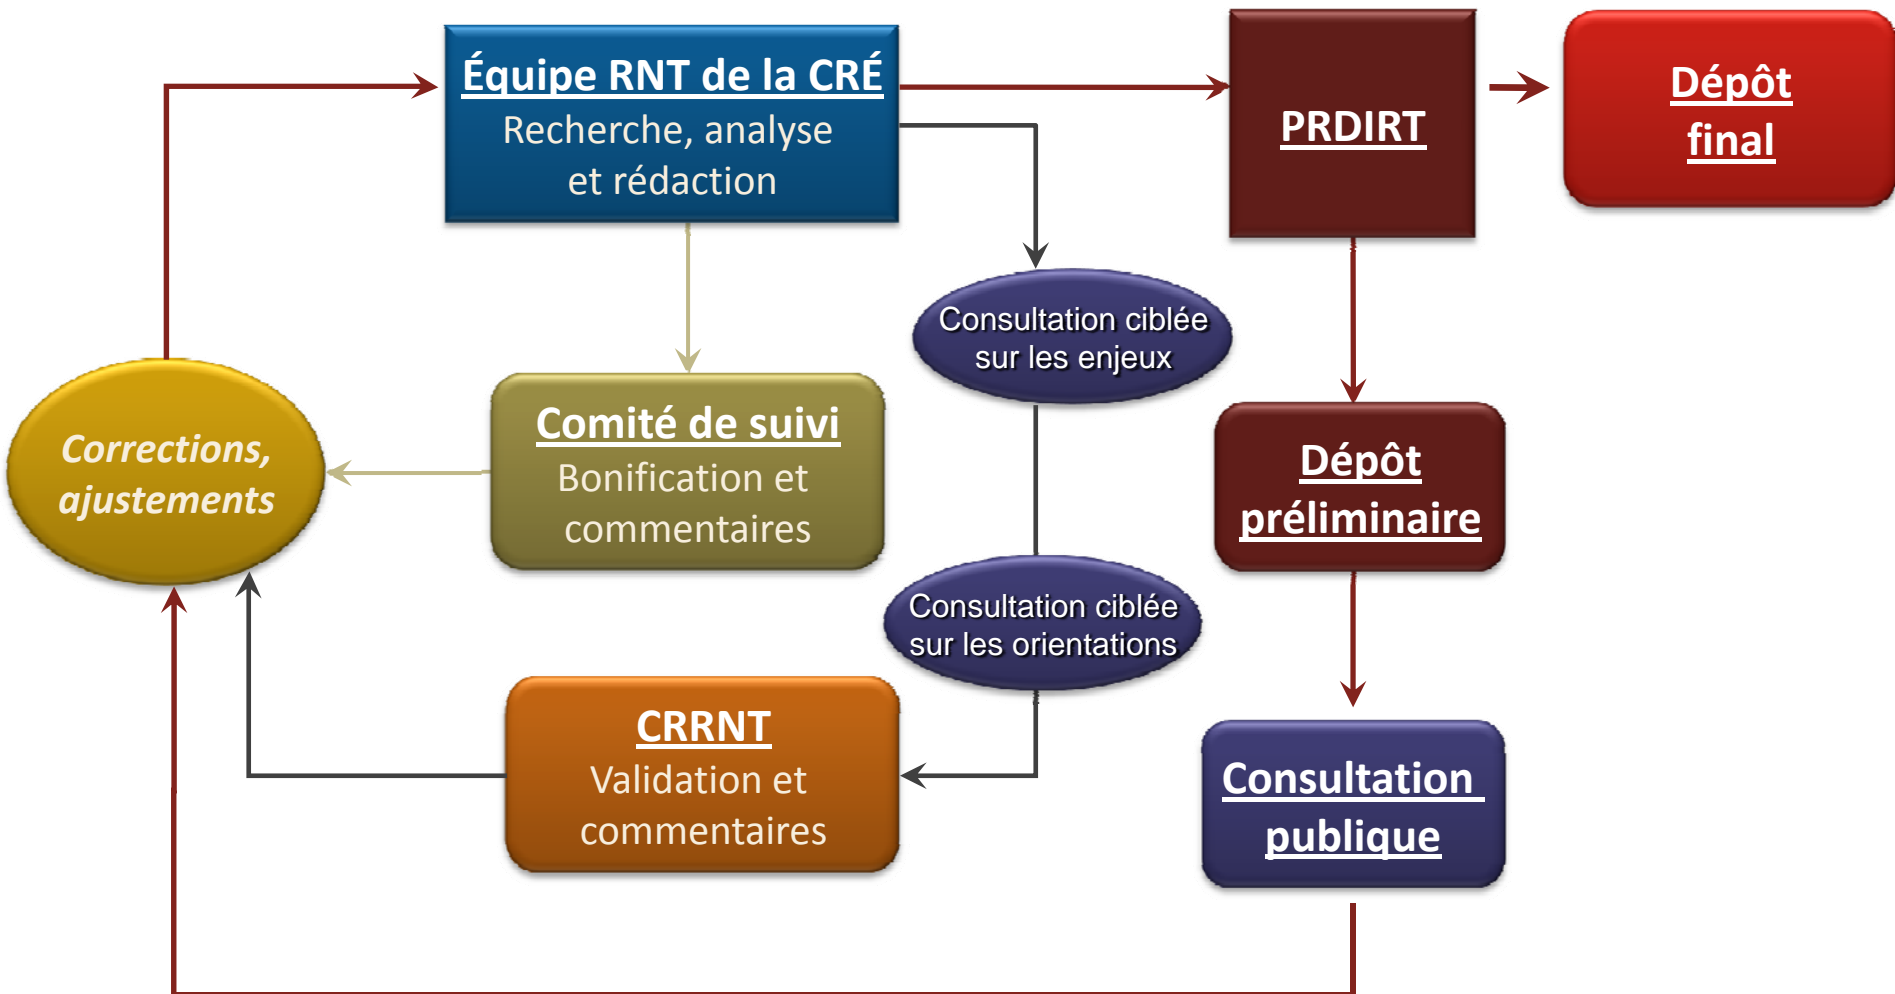 Équipe RNT de la CRÉ
Recherche, analyse
et rédaction
PRDIRT
Dépôt
final
Consultation ciblée
sur les enjeux
Corrections,
ajustements
Comité de suivi
Bonification et
commentaires
Dépôt
préliminaire
Consultation ciblée
sur les orientations
CRRNT
Validation et
commentaires
Consultation
publique